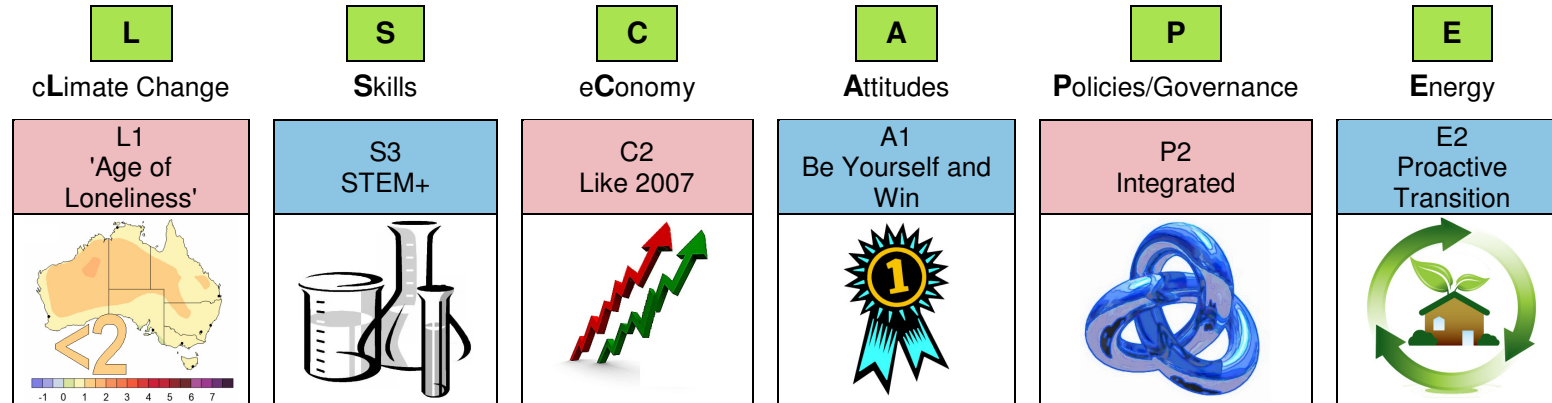 L
S
C
A
P
E
cLimate Change
Skills
eConomy
Attitudes
Policies/Governance
Energy
L1
'Age of
Loneliness'
S3
STEM+
C2
Like 2007
A1
Be Yourself and
Win
P2
Integrated
E2
Proactive
Transition
<2
-1 0 1 2 3 4 5 6 7
1